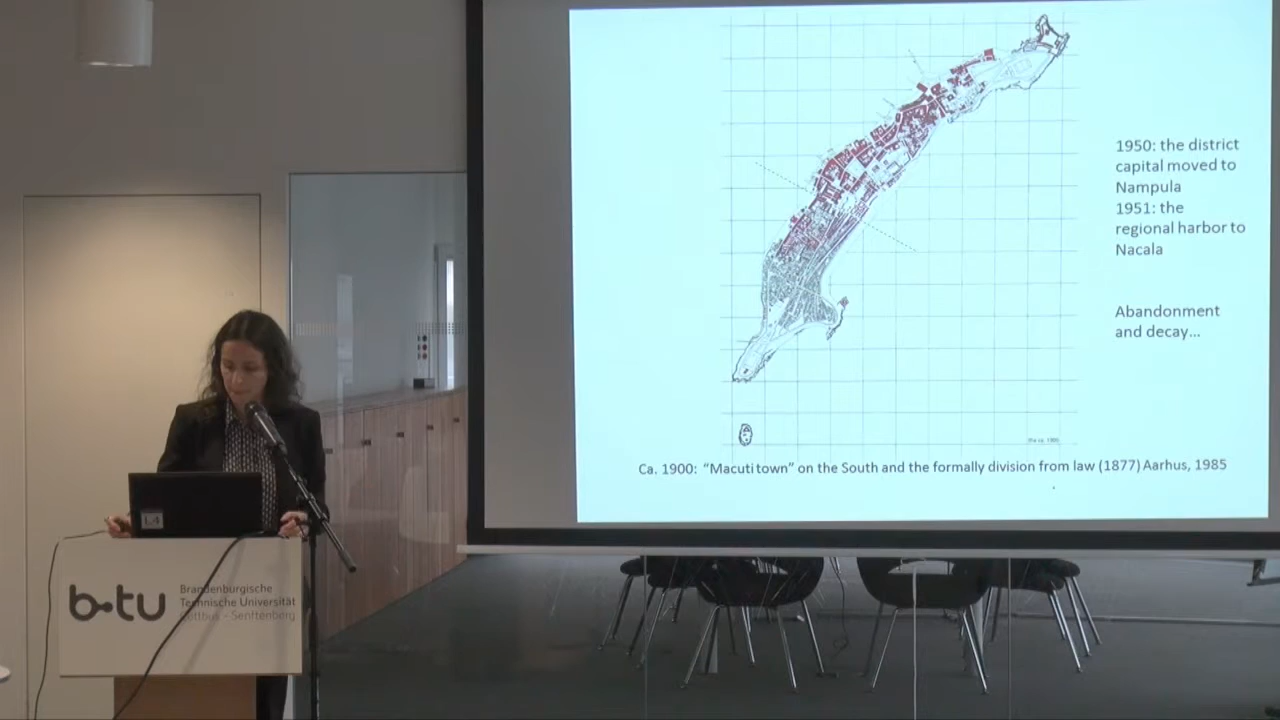 1950: the district
capital moved to
Nampula
1951: the
regional harbor to
Nacala
Abandonment
and decay...
Ca. 1900: "Macuti town" on the South and the formally division from law (1877) Aarhus, 1985
L4
b-tu
Brandenburgische
Technische Universität
Cottbus - Senftenberg